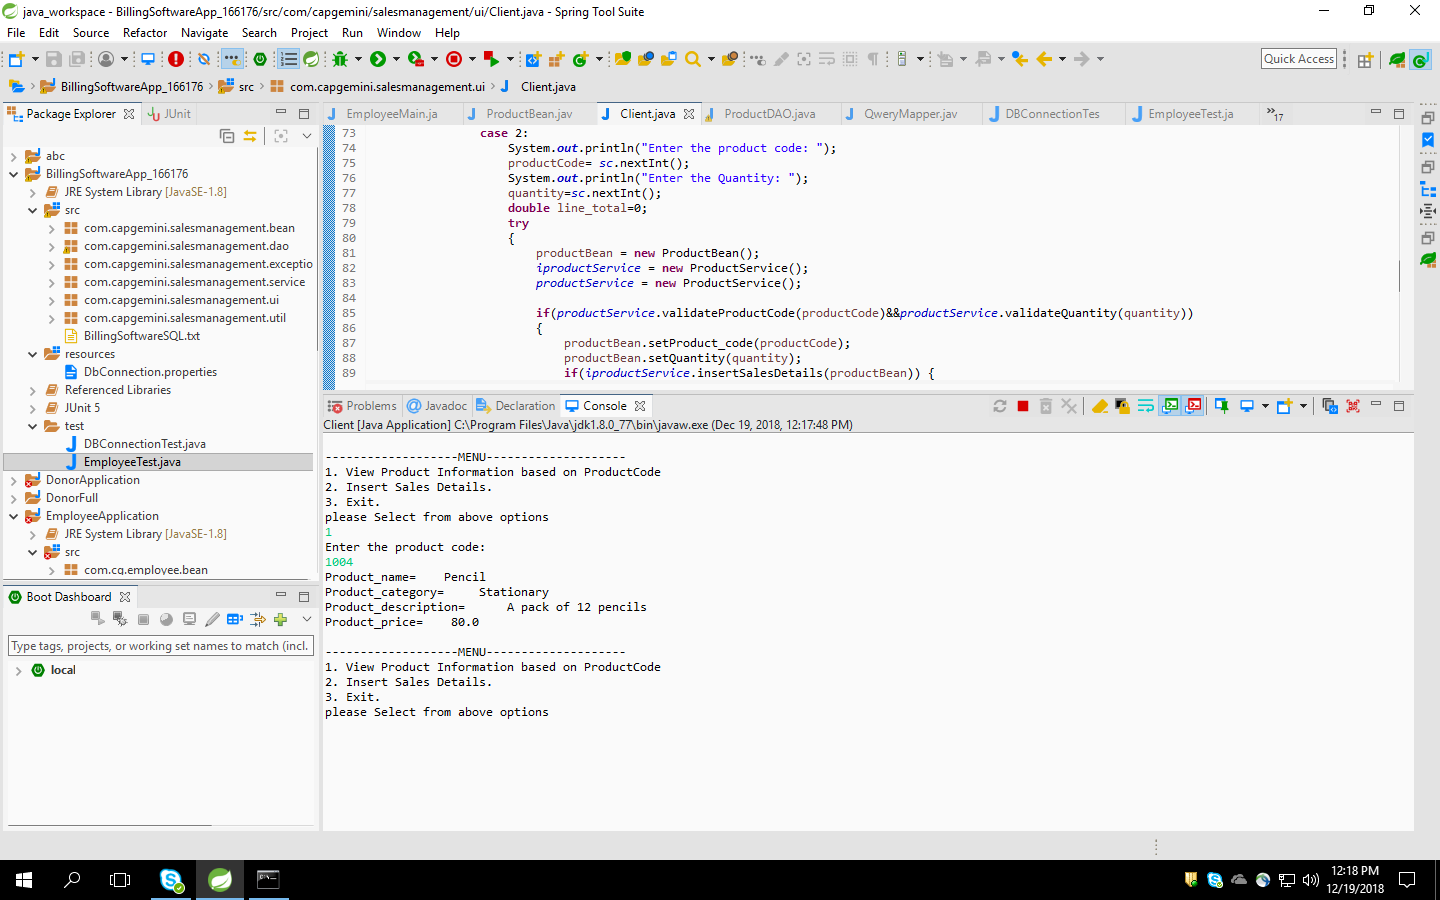 java_workspace - BillingSoftwareApp_166176/src/com/capgemini/salesmanagement/ui/Client.java - Spring Tool Suite
File Edit Source Refactor Navigate Search Project Run Window Help
Quick Access
BillingSoftwareApp_166176 src com.capgemini.salesmanagement.ui Client.java
Package Explorer JUnit
abc
BillingSoftwareApp_166176
JRE System Library [JavaSE-1.8]
src
com.capgemini.salesmanagement.bean
com.capgemini.salesmanagement.dao
com.capgemini.salesmanagement.exceptio
com.capgemini.salesmanagement.service
com.capgemini.salesmanagement.ui
com.capgemini.salesmanagement.util
BillingSoftwareSQL.txt
resources
DbConnection.properties
Referenced Libraries
JUnit 5
test
DBConnectionTest.java
EmployeeTest.java
DonorApplication
DonorFull
EmployeeApplication
JRE System Library [JavaSE-1.8]
src
com.cg.employee.bean
Boot Dashboard
Type tags, projects, or working set names to match (incl.
local
EmployeeMain.ja ProductBean.jav Client.java ProductDAO.java QweryMapper.jav DBConnectionTes EmployeeTest.ja »17
73 case 2:
74 System.out.println("Enter the product code: ");
75 productCode= sc.nextInt();
76 System.out.println("Enter the Quantity: ");
77 quantity=sc.nextInt();
78 double line_total=0;
79 try
80 {
81 productBean = new ProductBean();
82 iproductService = new ProductService();
83 productService = new ProductService();
84
85 if(productService.validateProductCode(productCode)&&productService.validateQuantity(quantity))
86 {
87 productBean.setProduct_code(productCode);
88 productBean.setQuantity(quantity);
89 if(iproductService.insertSalesDetails(productBean)) {
Problems Javadoc Declaration Console
Client [Java Application] C:\Program Files\Java\jdk1.8.0_77\bin\javaw.exe (Dec 19, 2018, 12:17:48 PM)
-------------------MENU--------------------
1. View Product Information based on ProductCode
2. Insert Sales Details.
3. Exit.
please Select from above options
1
Enter the product code:
1004
Product_name= Pencil
Product_category= Stationary
Product_description= A pack of 12 pencils
Product_price= 80.0
-------------------MENU--------------------
1. View Product Information based on ProductCode
2. Insert Sales Details.
3. Exit.
please Select from above options
12:18 PM
12/19/2018